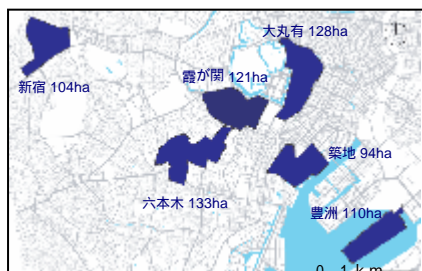 大丸有 128ha
霞が関 121ha
新宿 104ha
築地 94ha
六本木 133ha
豊洲 110ha
0 1 km